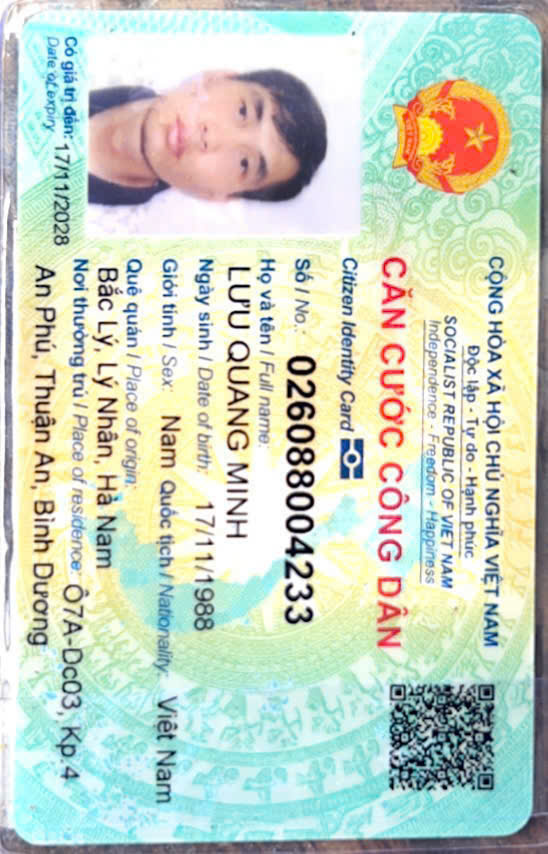 CỘNG HÒA XÃ HỘI CHỦ NGHĨA VIỆT NAM
Độc lập - Tự do - Hạnh phúc
SOCIALIST REPUBLIC OF VIET NAM
Independence - Freedom - Happiness
CĂN CƯỚC CÔNG DÂN
Citizen Identity Card
Số / No.: 026088004233
Họ và tên / Full name:
LƯU QUANG MINH
Ngày sinh / Date of birth: 17/11/1988
Giới tính / Sex: Nam Quốc tịch / Nationality: Việt Nam
Quê quán / Place of origin:
Bắc Lý, Lý Nhân, Hà Nam
Nơi thường trú / Place of residence: Ô7A-Dc03, Kp.4
An Phú, Thuận An, Bình Dương
Có giá trị đến: 17/11/2028
Date of expiry